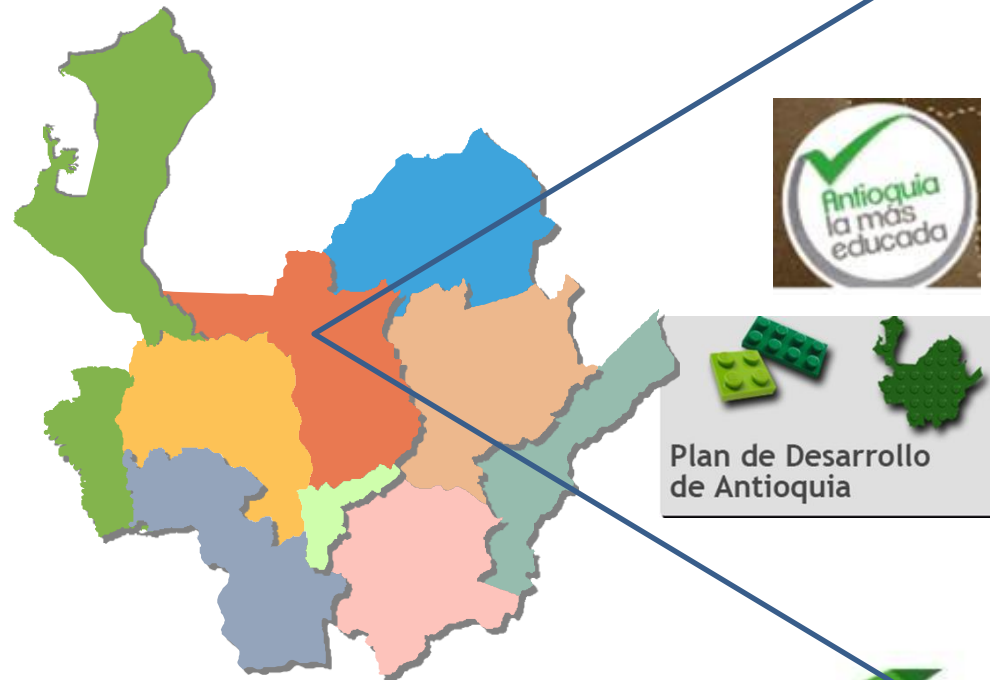 Antioquia
la más
educada
Plan de Desarrollo
de Antioquia